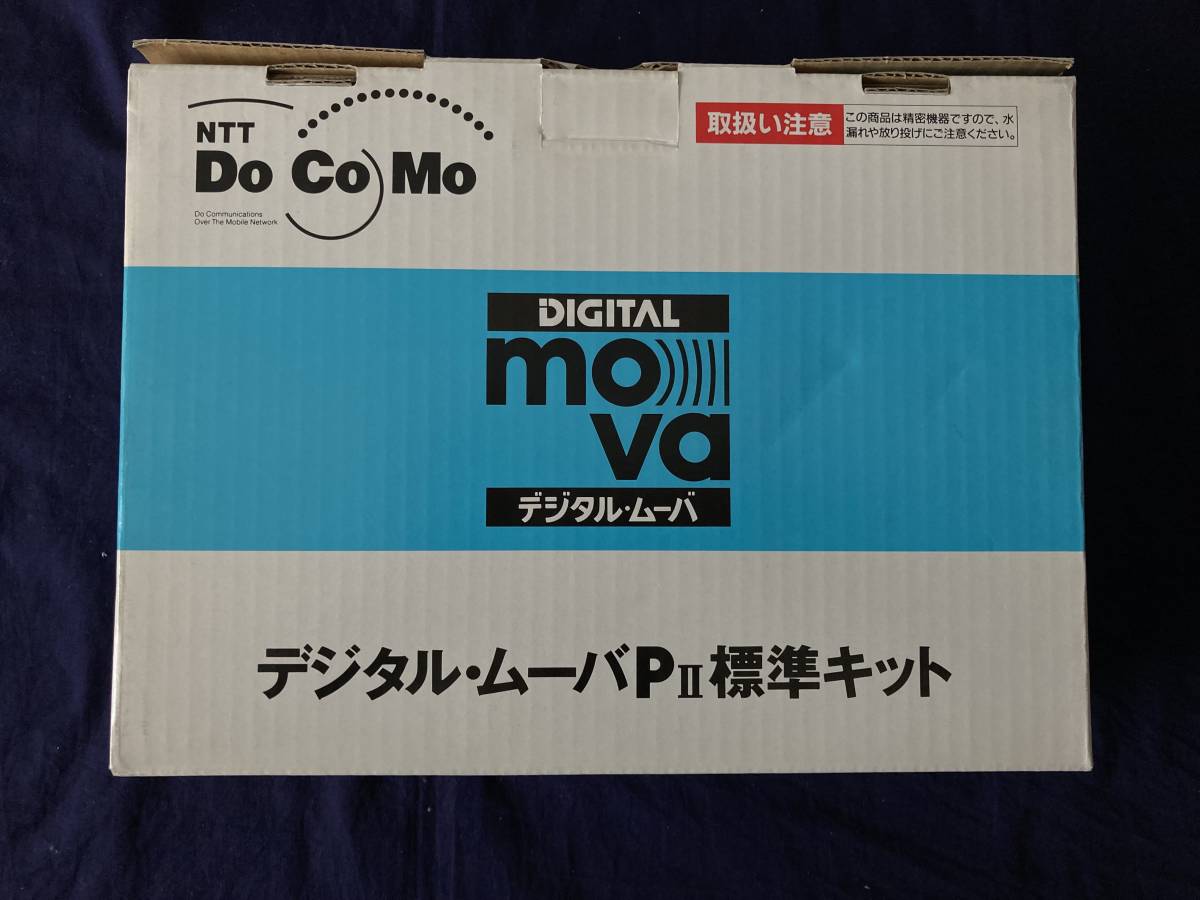 NTT
Do Co Mo
Do Communications
Over The Mobile Network
取扱い注意
この商品は精密機器ですので、水
漏れや放り投げにご注意ください。
DIGITAL
mo
va
デジタル・ムーバ
デジタル・ムーバPII標準キット